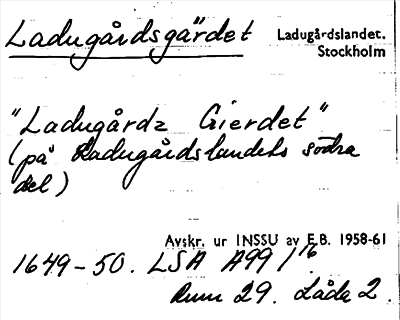 Ladugårdsgärdet
Ladugårdslandet.
Stockholm
"Ladugårdz Gierdet"
(på Ladugårdslandets södra
del)
Avskr. ur INSSU av E.B. 1958-61
1649-50. LSA A99 1/16
Rum 29. Låda 2.